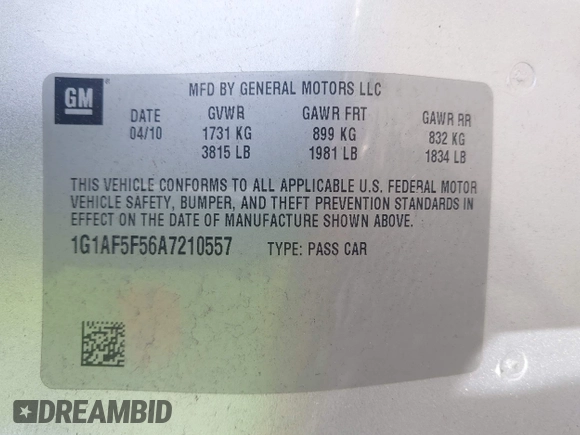 GM
MFD BY GENERAL MOTORS LLC
DATE GVWR GAWR FRT GAWR RR
04/10 1731 KG 899 KG 832 KG
3815 LB 1981 LB 1834 LB
THIS VEHICLE CONFORMS TO ALL APPLICABLE U.S. FEDERAL MOTOR
VEHICLE SAFETY, BUMPER, AND THEFT PREVENTION STANDARDS IN
EFFECT ON THE DATE OF MANUFACTURE SHOWN ABOVE.
1G1AF5F56A7210557 TYPE: PASS CAR
DREAMBID